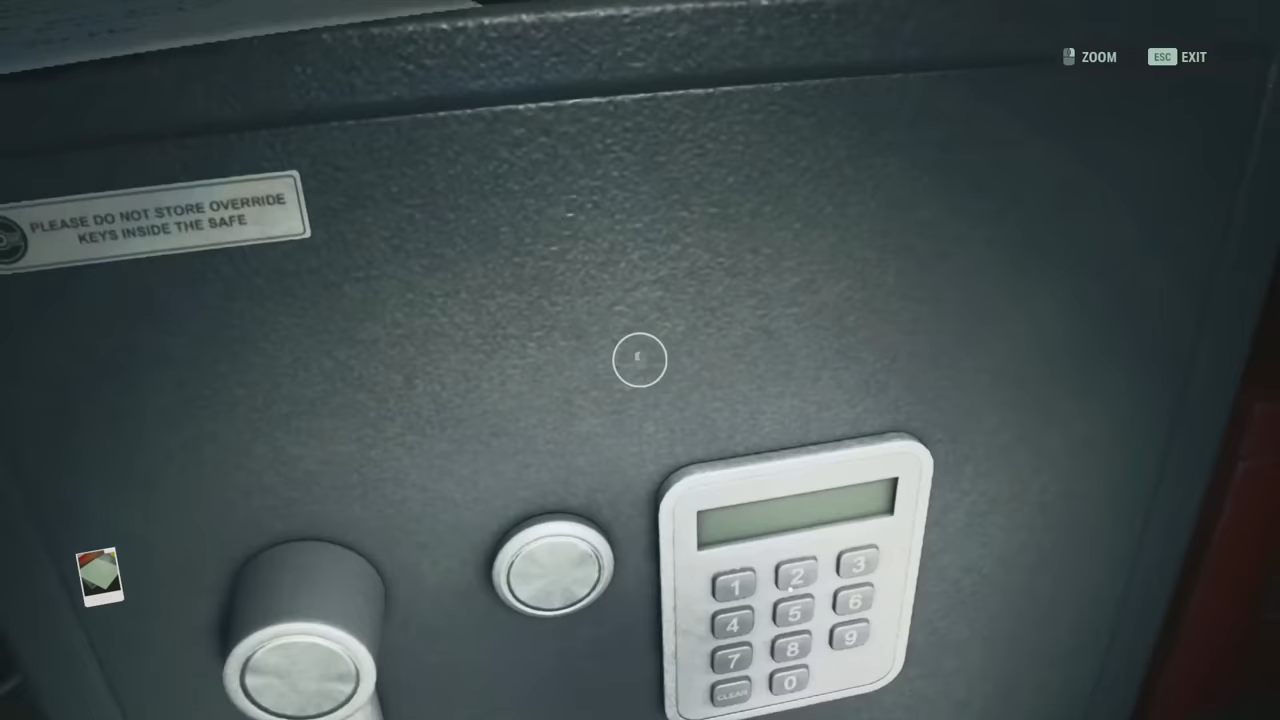 ZOOM
ESC EXIT
PLEASE DO NOT STORE OVERRIDE
KEYS INSIDE THE SAFE
1 2 3
4 5 6
7 8 9
CLEAR 0